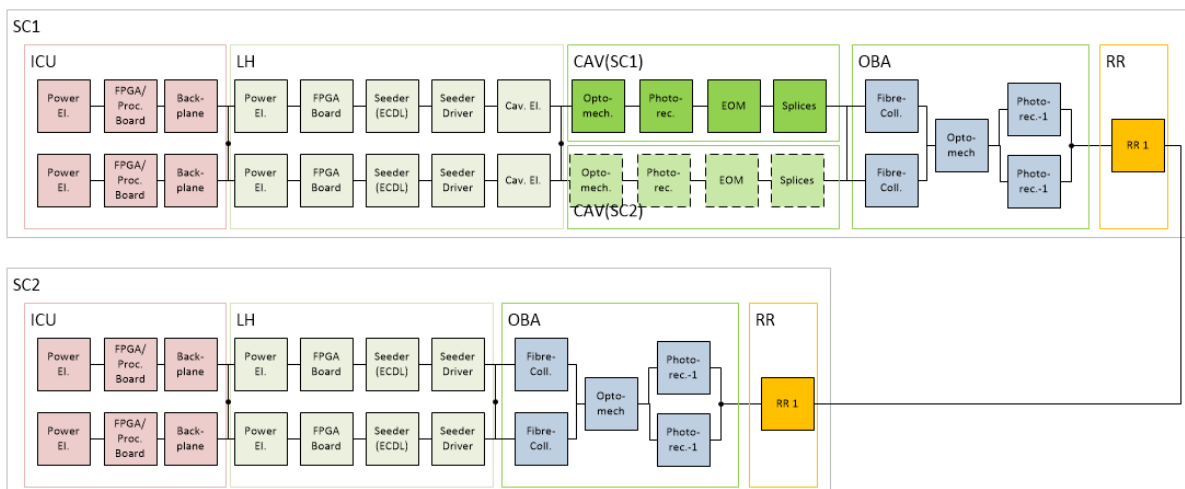 SC1
ICU
LH
CAV(SC1)
OBA
RR
Power
El.
FPGA/
Proc.
Board
Back-
plane
Power
El.
FPGA
Board
Seeder
(ECDL)
Seeder
Driver
Cav. El.
Opto-
mech.
Photo-
rec.
EOM
Splices
Fibre-
Coll.
Photo-
rec.-1
Opto-
mech
RR 1
Power
El.
FPGA/
Proc.
Board
Back-
plane
Power
El.
FPGA
Board
Seeder
(ECDL)
Seeder
Driver
Cav. El.
Opto-
mech.
Photo-
rec.
EOM
Splices
CAV(SC2)
Fibre-
Coll.
Photo-
rec.-1
SC2
ICU
LH
OBA
RR
Power
El.
FPGA/
Proc.
Board
Back-
plane
Power
El.
FPGA
Board
Seeder
(ECDL)
Seeder
Driver
Fibre-
Coll.
Photo-
rec.-1
Opto-
mech
RR 1
Power
El.
FPGA/
Proc.
Board
Back-
plane
Power
El.
FPGA
Board
Seeder
(ECDL)
Seeder
Driver
Fibre-
Coll.
Photo-
rec.-1